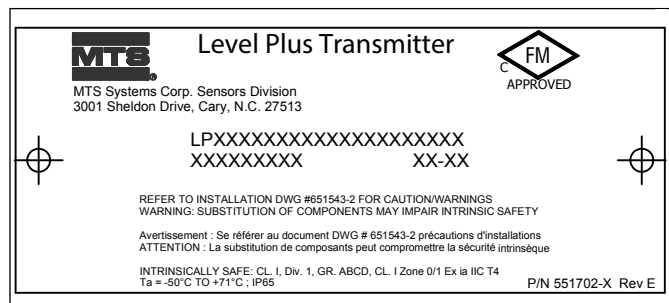 MTS
®
Level Plus Transmitter
C FM
APPROVED
MTS Systems Corp. Sensors Division
3001 Sheldon Drive, Cary, N.C. 27513
LPXXXXXXXXXXXXXXXXXXXX
XXXXXXXXX XX-XX
REFER TO INSTALLATION DWG #651543-2 FOR CAUTION/WARNINGS
WARNING: SUBSTITUTION OF COMPONENTS MAY IMPAIR INTRINSIC SAFETY
Avertissement : Se référer au document DWG # 651543-2 précautions d'installations
ATTENTION : La substitution de composants peut compromettre la sécurité intrinsèque
INTRINSICALLY SAFE: CL. I, Div. 1, GR. ABCD, CL. I Zone 0/1 Ex ia IIC T4
Ta = -50°C TO +71°C ; IP65
P/N 551702-X Rev E